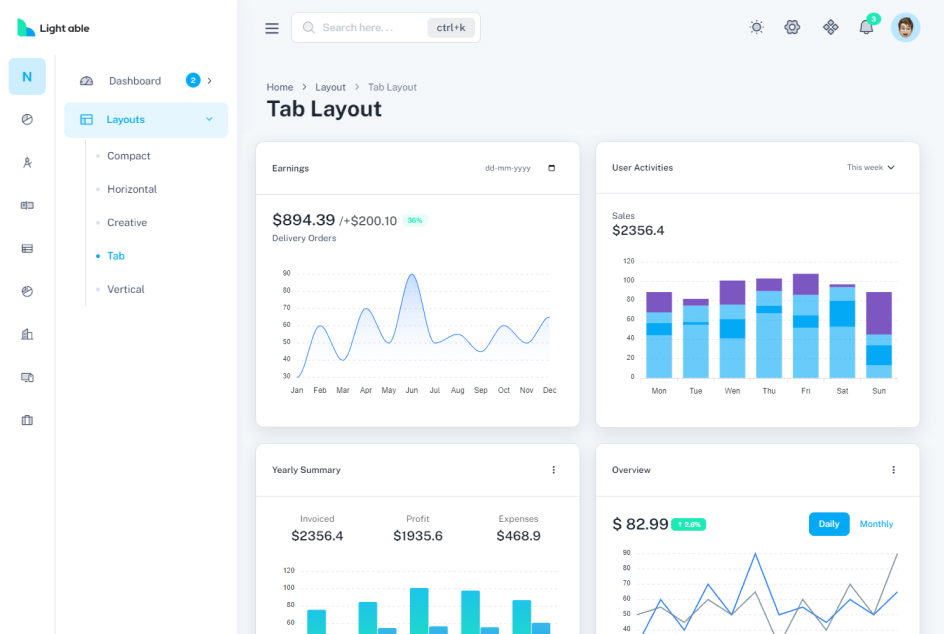 Light able
Search here. . .
ctrl+k
3
N
Dashboard
2
Layouts
Compact
Horizontal
Creative
Tab
Vertical
Home > Layout > Tab Layout
Tab Layout
Earnings
dd-mm-yyyy
$894.39 /+$200.10 36%
Delivery Orders
90
80
70
60
50
40
30
Jan Feb Mar Apr May Jun Jul Aug Sep Oct Nov Dec
User Activities
This week
Sales
$2356.4
120
100
80
60
40
20
0
Mon Tue Wen Thu Fri Sat Sun
Yearly Summary
Invoiced Profit Expenses
$2356.4 $1935.6 $468.9
120
100
80
60
Overview
$ 82.99 ↑ 2.6%
Daily Monthly
90
80
70
60
50
40